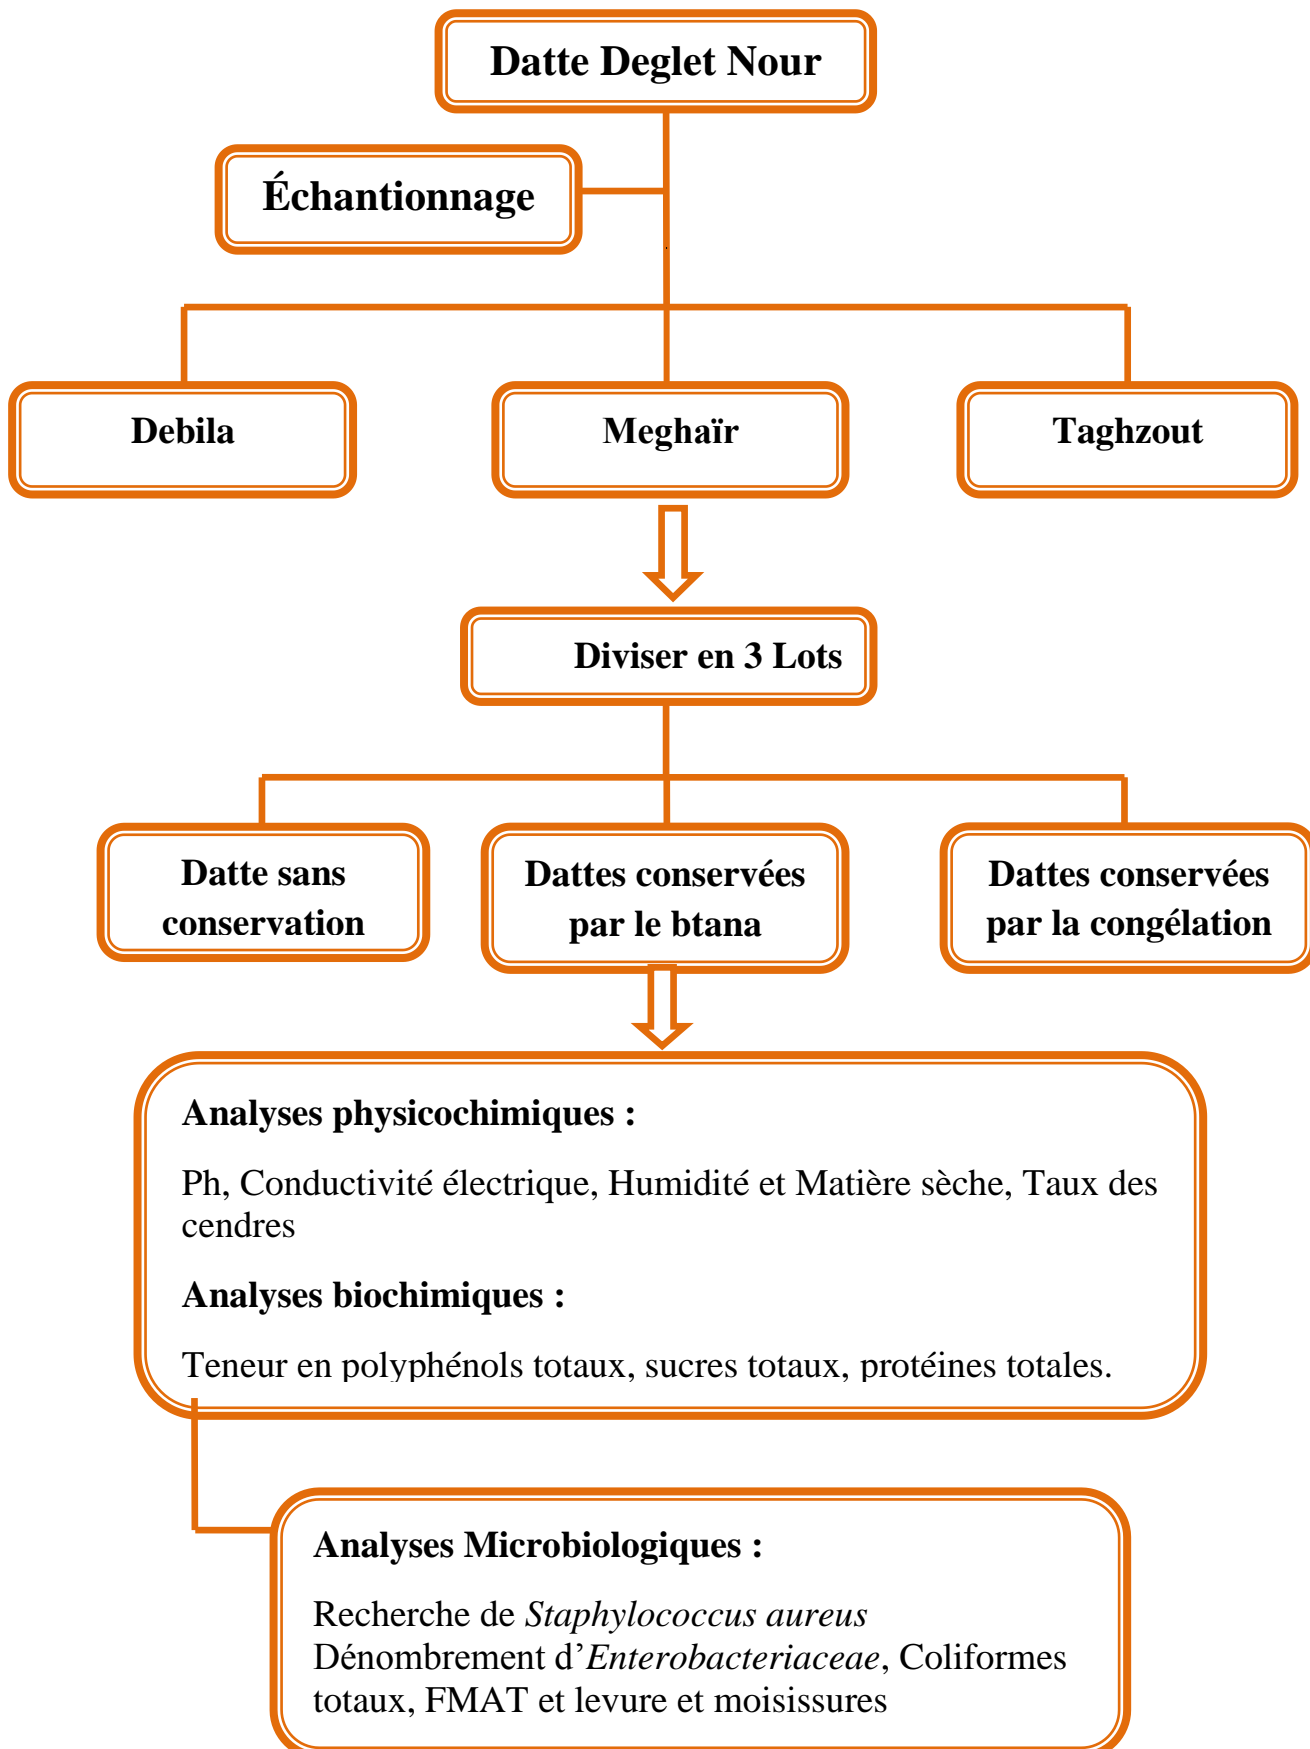 Datte Deglet Nour
Échantionnage
Debila
Meghaïr
Taghzout
Diviser en 3 Lots
Datte sans
conservation
Dattes conservées
par le btana
Dattes conservées
par la congélation
Analyses physicochimiques :
Ph, Conductivité électrique, Humidité et Matière sèche, Taux des
cendres
Analyses biochimiques :
Teneur en polyphénols totaux, sucres totaux, protéines totales.
Analyses Microbiologiques :
Recherche de Staphylococcus aureus
Dénombrement d’Enterobacteriaceae, Coliformes
totaux, FMAT et levure et moisissures